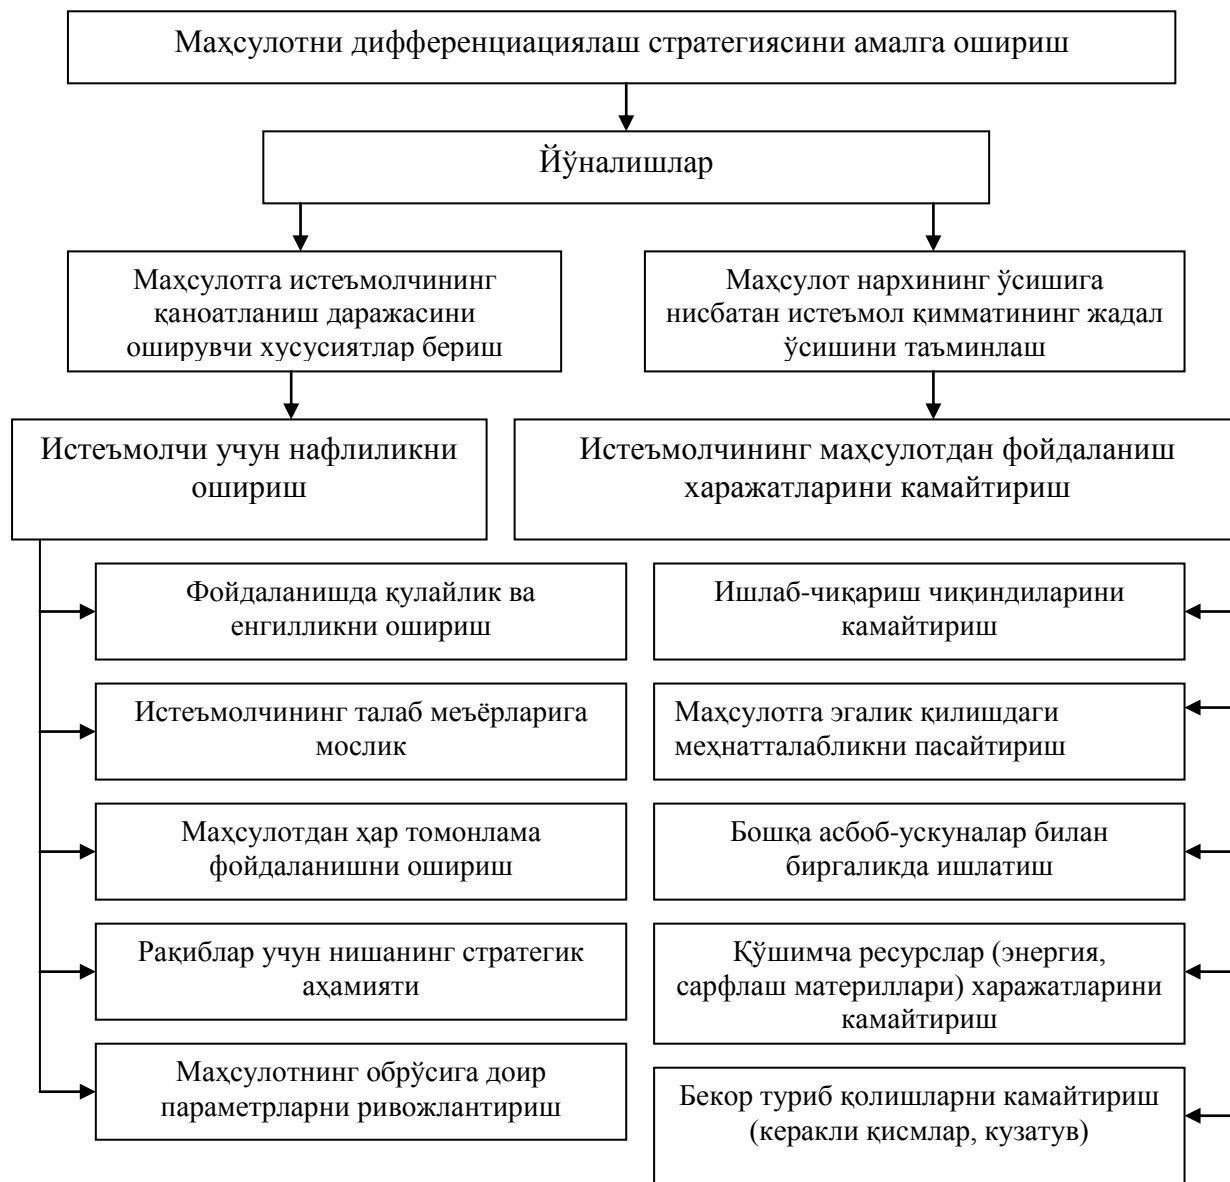 Маҳсулотни дифференциациялаш стратегиясини амалга ошириш
Йўналишлар
Маҳсулотга истеъмолчининг
қаноатланиш даражасини
оширувчи хусусиятлар бериш
Маҳсулот нархининг ўсишига
нисбатан истеъмол қимматининг жадал
ўсишини таъминлаш
Истеъмолчи учун нафлиликни
ошириш
Истеъмолчининг маҳсулотдан фойдаланиш
харажатларини камайтириш
Фойдаланишда қулайлик ва
енгилликни ошириш
Истеъмолчининг талаб меъёрларига
мослик
Маҳсулотдан ҳар томонлама
фойдаланишни ошириш
Рақиблар учун нишанинг стратегик
аҳамияти
Маҳсулотнинг обрўсига доир
параметрларни ривожлантириш
Ишлаб-чиқариш чиқиндиларини
камайтириш
Маҳсулотга эгалик қилишдаги
меҳнатталабликни пасайтириш
Бошқа асбоб-ускуналар билан
биргаликда ишлатиш
Қўшимча ресурслар (энергия,
сарфлаш материллари) харажатларини
камайтириш
Бекор туриб қолишларни камайтириш
(керакли қисмлар, кузатув)